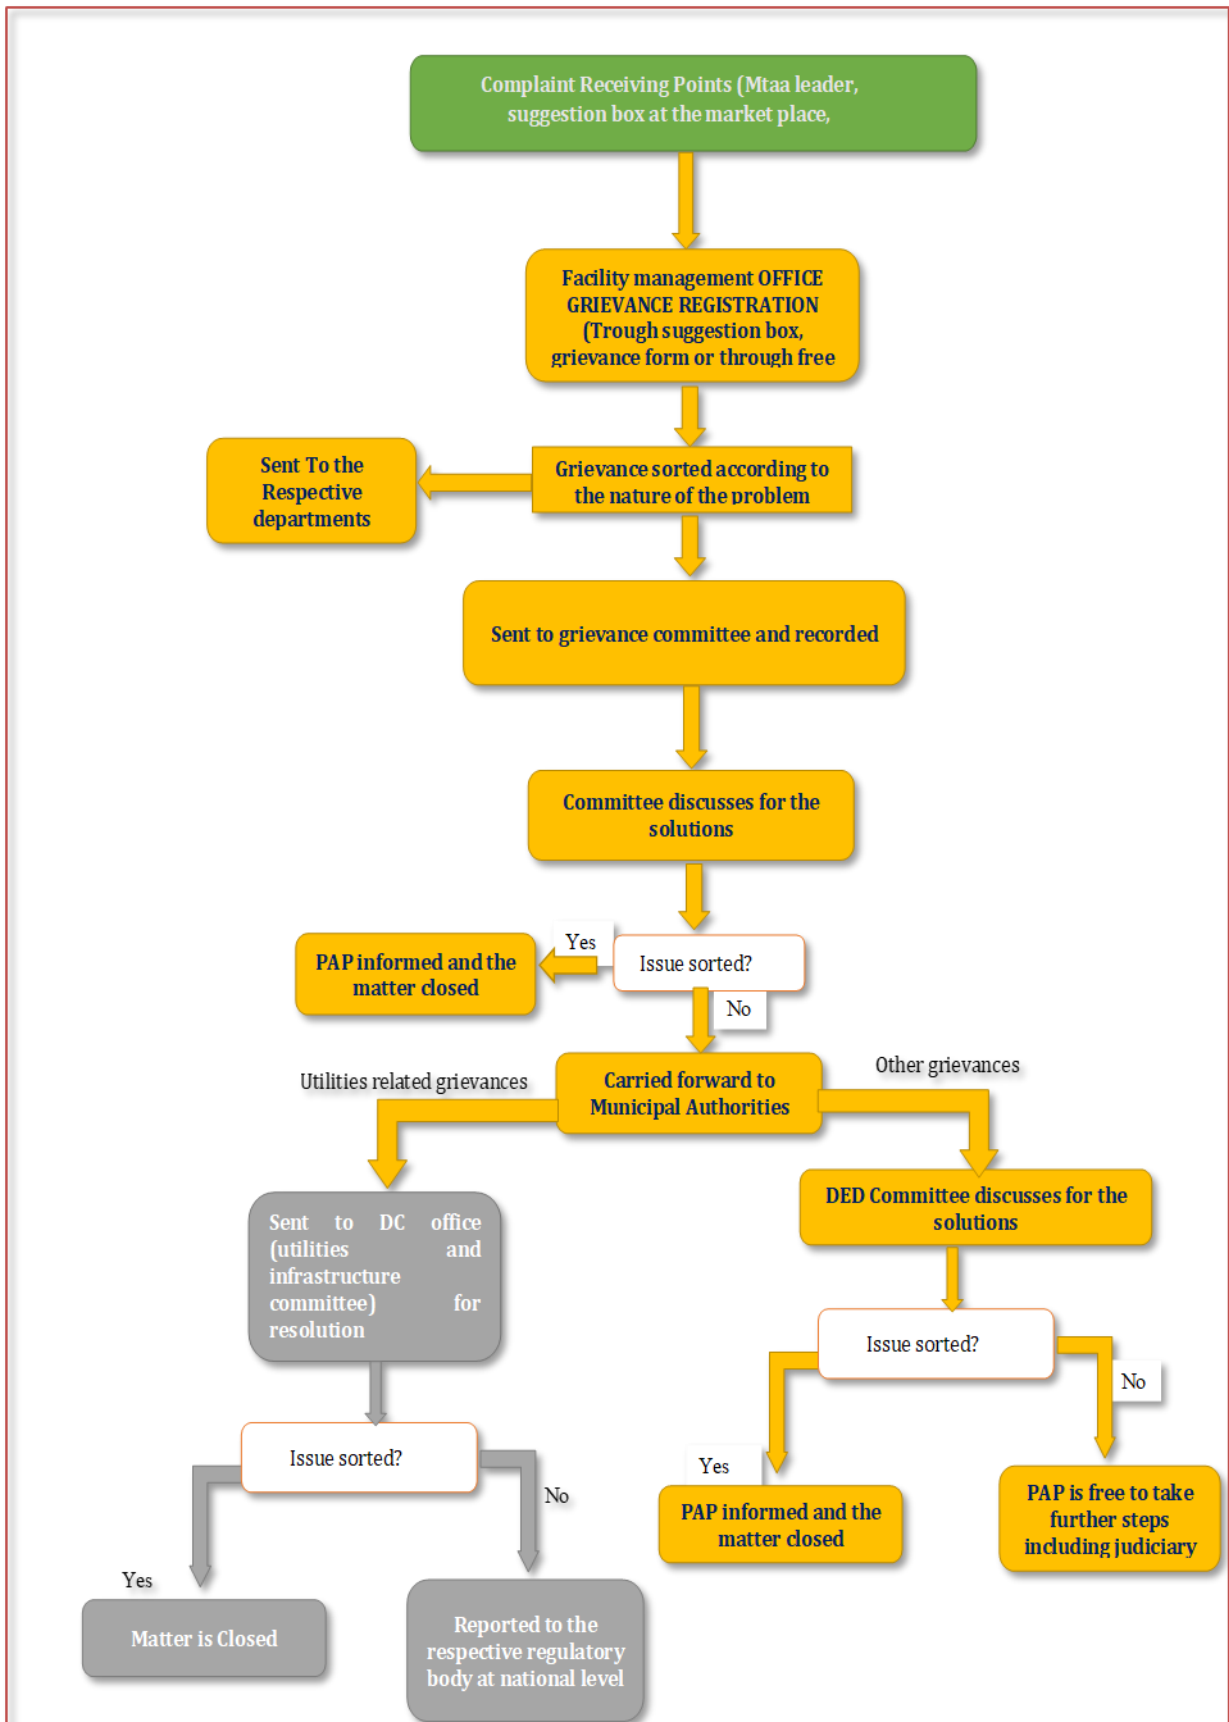 Complaint Receiving Points (Mtaa leader,
suggestion box at the market place,
Facility management OFFICE
GRIEVANCE REGISTRATION
(Trough suggestion box,
grievance form or through free
Grievance sorted according to
the nature of the problem
Sent To the
Respective
departments
Sent to grievance committee and recorded
Committee discusses for the
solutions
Issue sorted?
Yes
PAP informed and the
matter closed
No
Carried forward to
Municipal Authorities
Utilities related grievances
Other grievances
Sent to DC office
(utilities and
infrastructure
committee) for
resolution
DED Committee discusses for the
solutions
Issue sorted?
No
Yes
PAP informed and the
matter closed
PAP is free to take
further steps
including judiciary
Issue sorted?
No
Yes
Matter is Closed
Reported to the
respective regulatory
body at national level